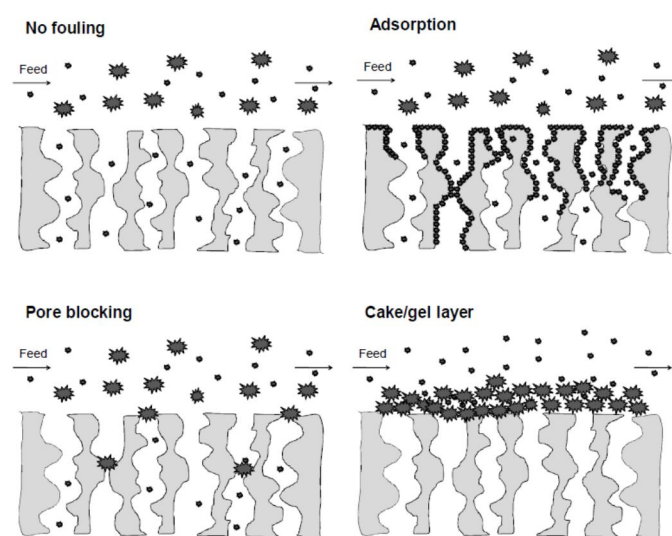 No fouling
Adsorption
Feed
Feed
Pore blocking
Cake/gel layer
Feed
Feed